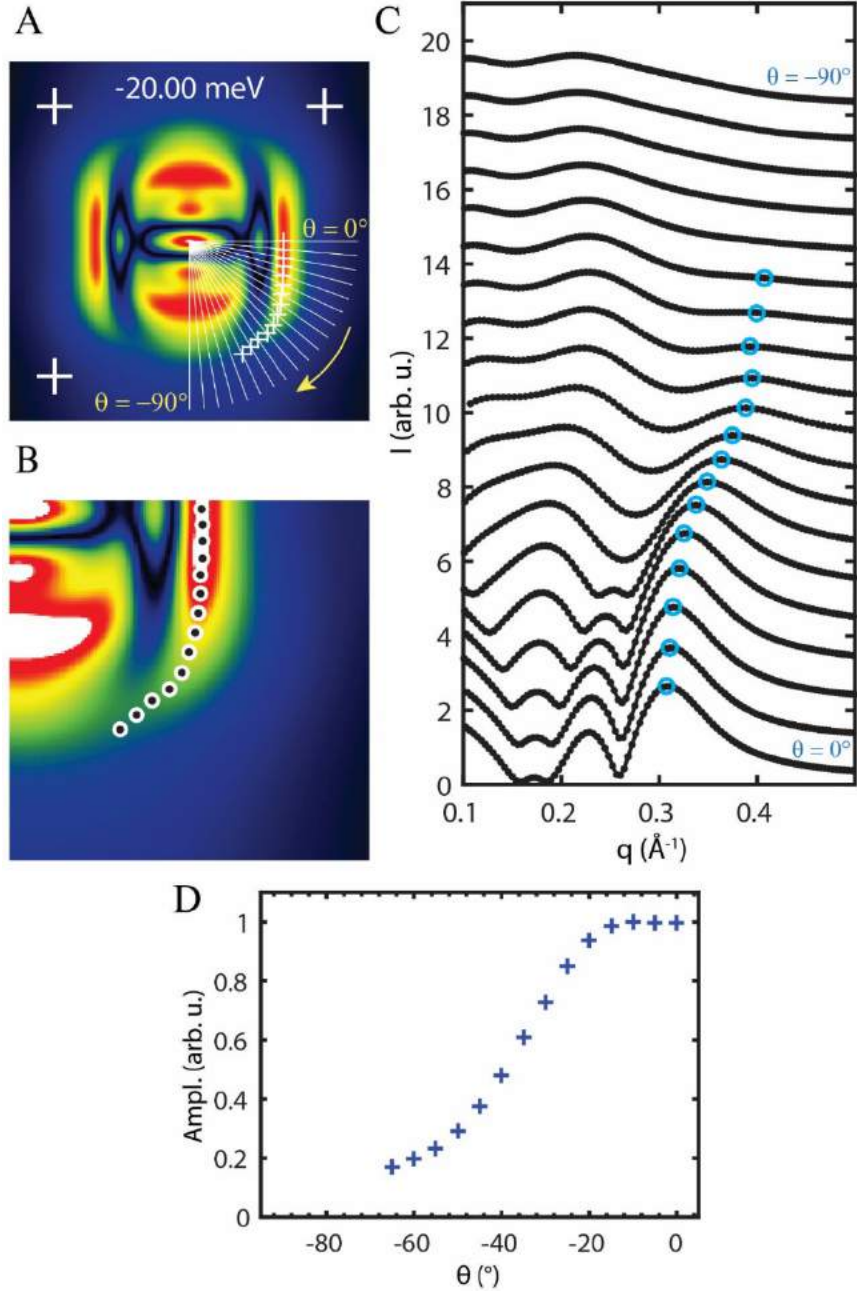 A
-20.00 meV
θ = 0°
θ = −90°
B
C
20
18
16
14
12
10
8
6
4
2
0
I (arb. u.)
θ = −90°
θ = 0°
0.1
0.2
0.3
0.4
q (Å⁻¹)
D
1
0.8
0.6
0.4
0.2
0
Ampl. (arb. u.)
-80
-60
-40
-20
0
θ (°)